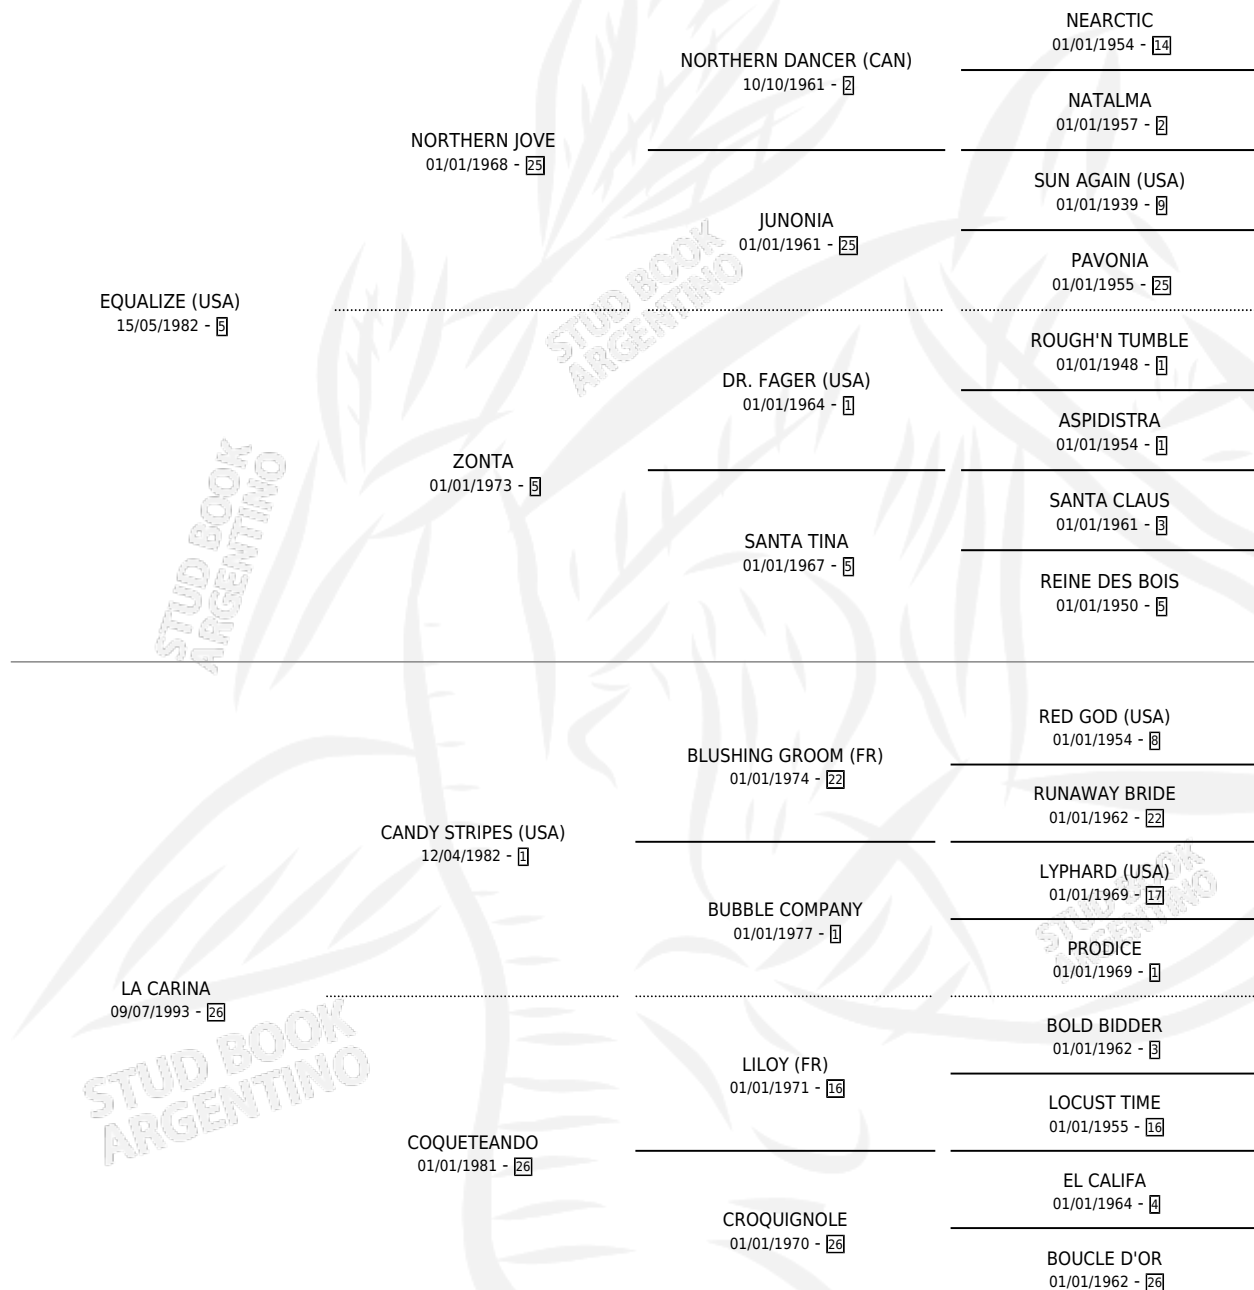 NEARCTIC
01/01/1954 - 14
NORTHERN DANCER (CAN)
10/10/1961 - 2
NATALMA
01/01/1957 - 2
NORTHERN JOVE
01/01/1968 - 25
SUN AGAIN (USA)
01/01/1939 - 9
JUNONIA
01/01/1961 - 25
PAVONIA
01/01/1955 - 25
EQUALIZE (USA)
15/05/1982 - 5
ROUGH'N TUMBLE
01/01/1948 - 1
DR. FAGER (USA)
01/01/1964 - 1
ASPIDISTRA
01/01/1954 - 1
ZONTA
01/01/1973 - 5
SANTA CLAUS
01/01/1961 - 3
SANTA TINA
01/01/1967 - 5
REINE DES BOIS
01/01/1950 - 5
RED GOD (USA)
01/01/1954 - 8
BLUSHING GROOM (FR)
01/01/1974 - 22
RUNAWAY BRIDE
01/01/1962 - 22
CANDY STRIPES (USA)
12/04/1982 - 1
LYPHARD (USA)
01/01/1969 - 17
BUBBLE COMPANY
01/01/1977 - 1
PRODICE
01/01/1969 - 1
LA CARINA
09/07/1993 - 26
BOLD BIDDER
01/01/1962 - 3
LILOY (FR)
01/01/1971 - 16
LOCUST TIME
01/01/1955 - 16
COQUETEANDO
01/01/1981 - 26
EL CALIFA
01/01/1964 - 4
CROQUIGNOLE
01/01/1970 - 26
BOUCLE D'OR
01/01/1962 - 26
STUD BOOK
ARGENTINO
STUD BOOK
ARGENTINO
STUD BOOK
ARGENTINO
STUD BOOK
ARGENTINO